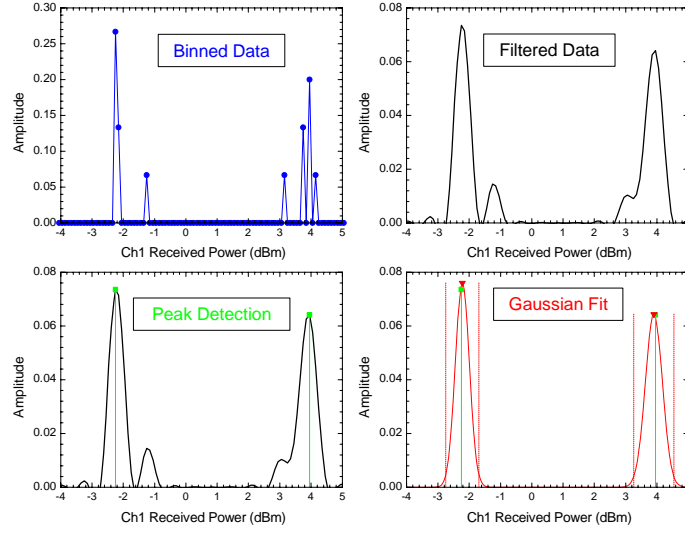 Binned Data
Amplitude
0.30
0.25
0.20
0.15
0.10
0.05
0.00
-4 -3 -2 -1 0 1 2 3 4 5
Ch1 Received Power (dBm)
Filtered Data
Amplitude
0.08
0.06
0.04
0.02
0.00
-4 -3 -2 -1 0 1 2 3 4
Ch1 Received Power (dBm)
Peak Detection
Amplitude
0.08
0.06
0.04
0.02
0.00
-4 -3 -2 -1 0 1 2 3 4 5
Ch1 Received Power (dBm)
Gaussian Fit
Amplitude
0.08
0.06
0.04
0.02
0.00
-4 -3 -2 -1 0 1 2 3 4
Ch1 Received Power (dBm)